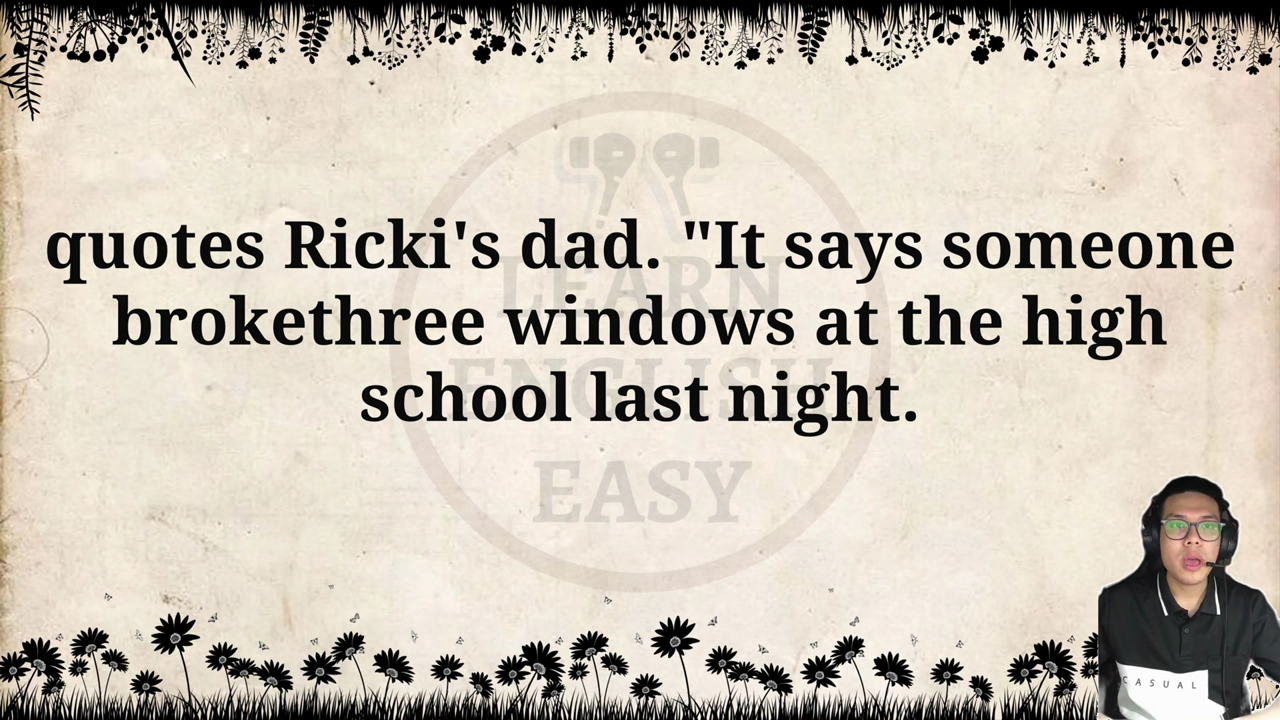 quotes Ricki's dad. "It says someone
brokethree windows at the high
school last night.
LEARN
ENGLISH
EASY
CASUAL